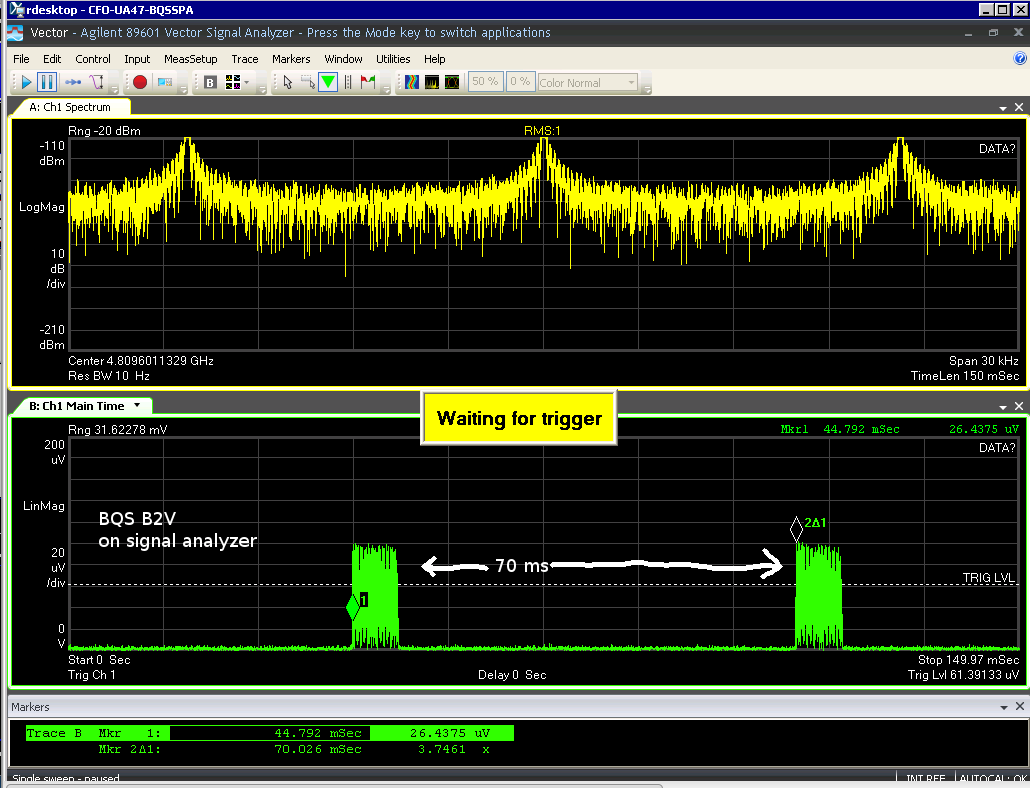 rdesktop - CFO-UA47-BQSSPA
Vector - Agilent 89601 Vector Signal Analyzer - Press the Mode key to switch applications
File Edit Control Input MeasSetup Trace Markers Window Utilities Help
B 50 % 0 % Color Normal
A: Ch1 Spectrum
Rng -20 dBm RMS:1
-110
dBm
DATA?
LogMag
10
dB
/div
-210
dBm
Center 4.8096011329 GHz Span 30 kHz
Res BW 10 Hz TimeLen 150 mSec
Waiting for trigger
B: Ch1 Main Time
Rng 31.62278 mV Mkr1 44.792 mSec 26.4375 uV
200
uV
DATA?
LinMag
BQS B2V
on signal analyzer
2Δ1
20
uV
/div
70 ms
TRIG LVL
1
0
V
Start 0 Sec Stop 149.97 mSec
Trig Ch 1 Delay 0 Sec Trig Lvl 61.39133 uV
Markers
Trace B Mkr 1: 44.792 mSec 26.4375 uV
Mkr 2Δ1: 70.026 mSec 3.7461 x
Single sweep - paused INT REF AUTOCAL: OK